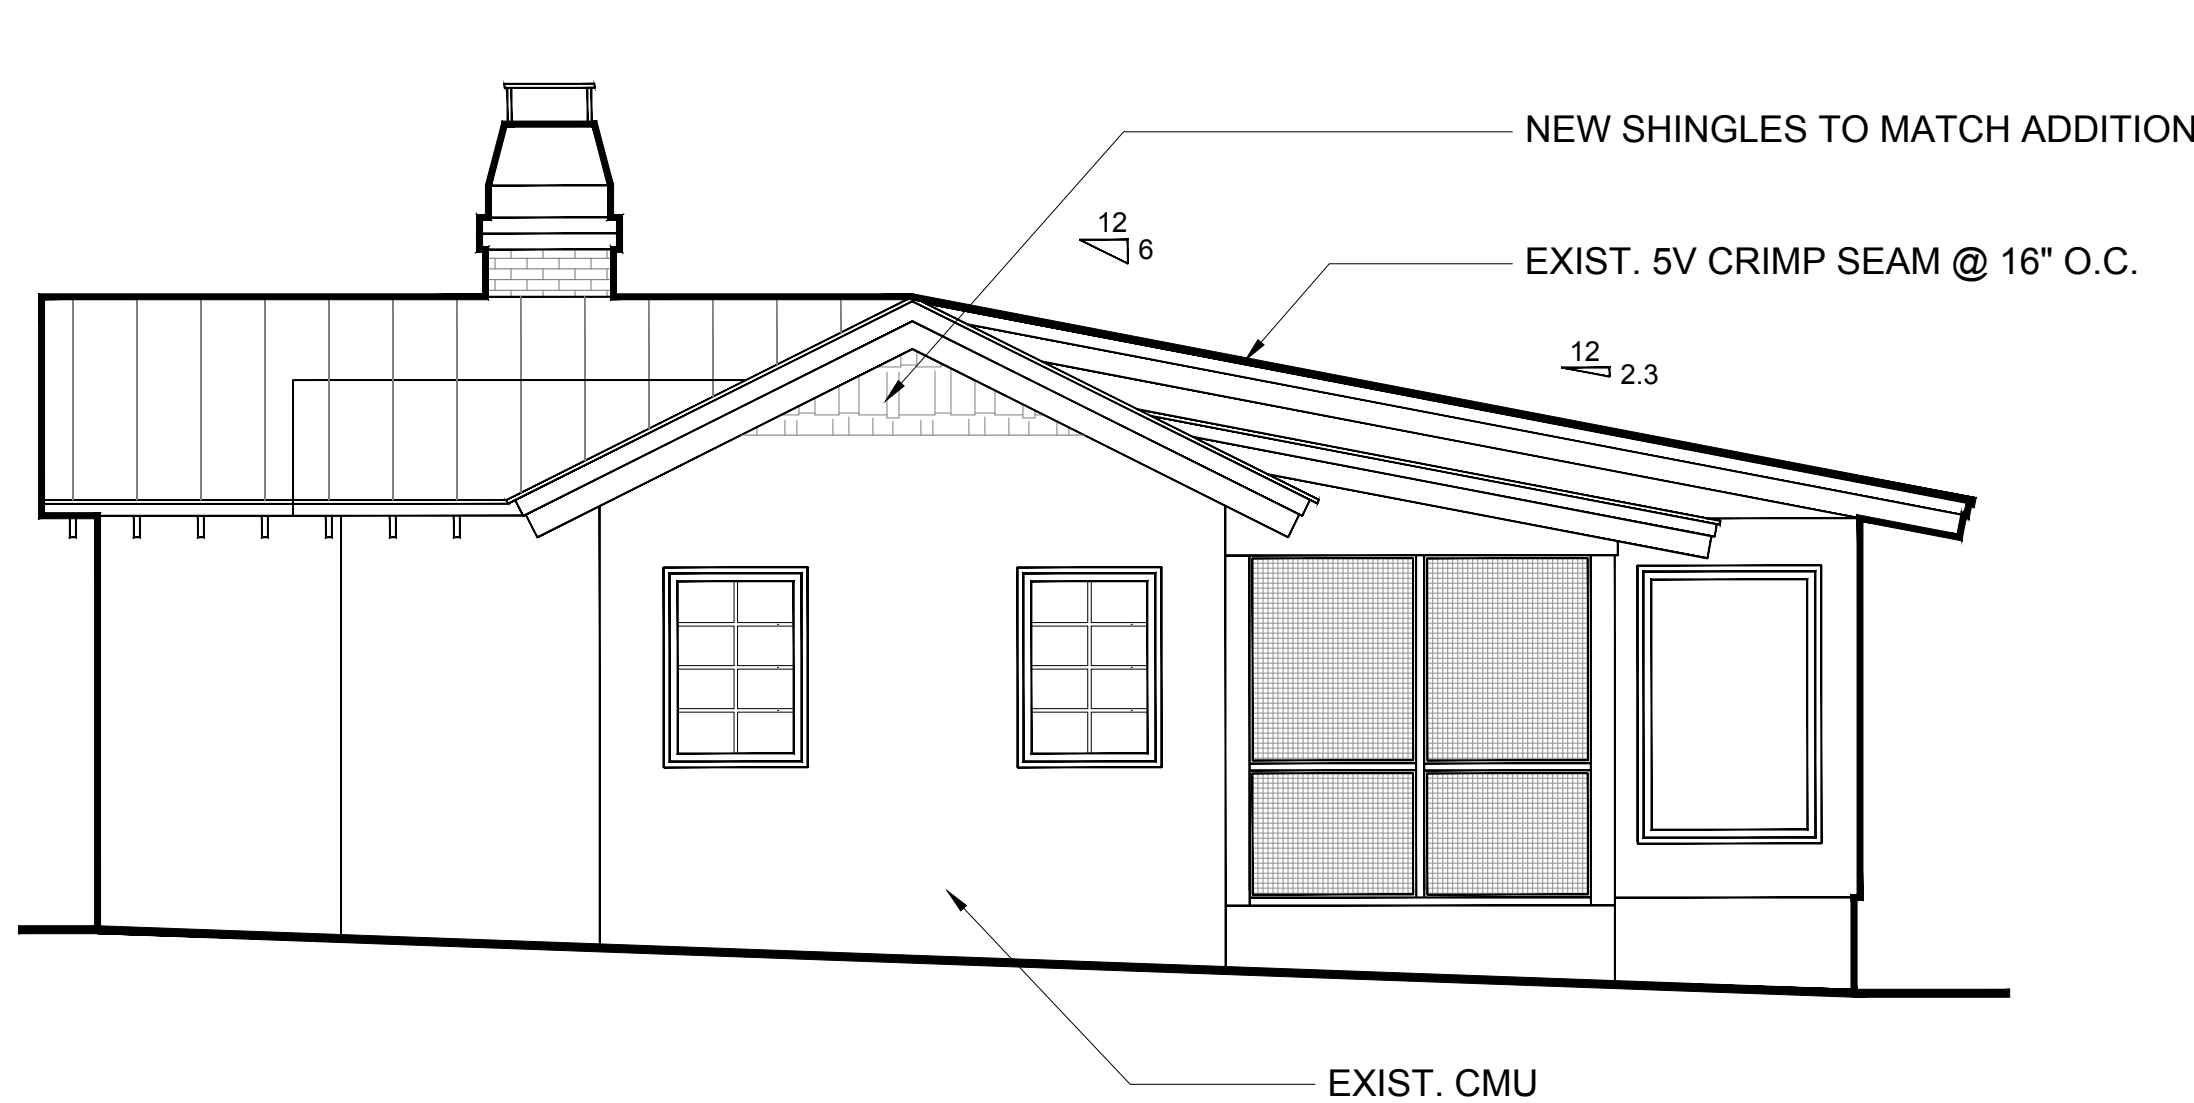 NEW SHINGLES TO MATCH ADDITION
12
6
EXIST. 5V CRIMP SEAM @ 16" O.C.
12
2.3
EXIST. CMU